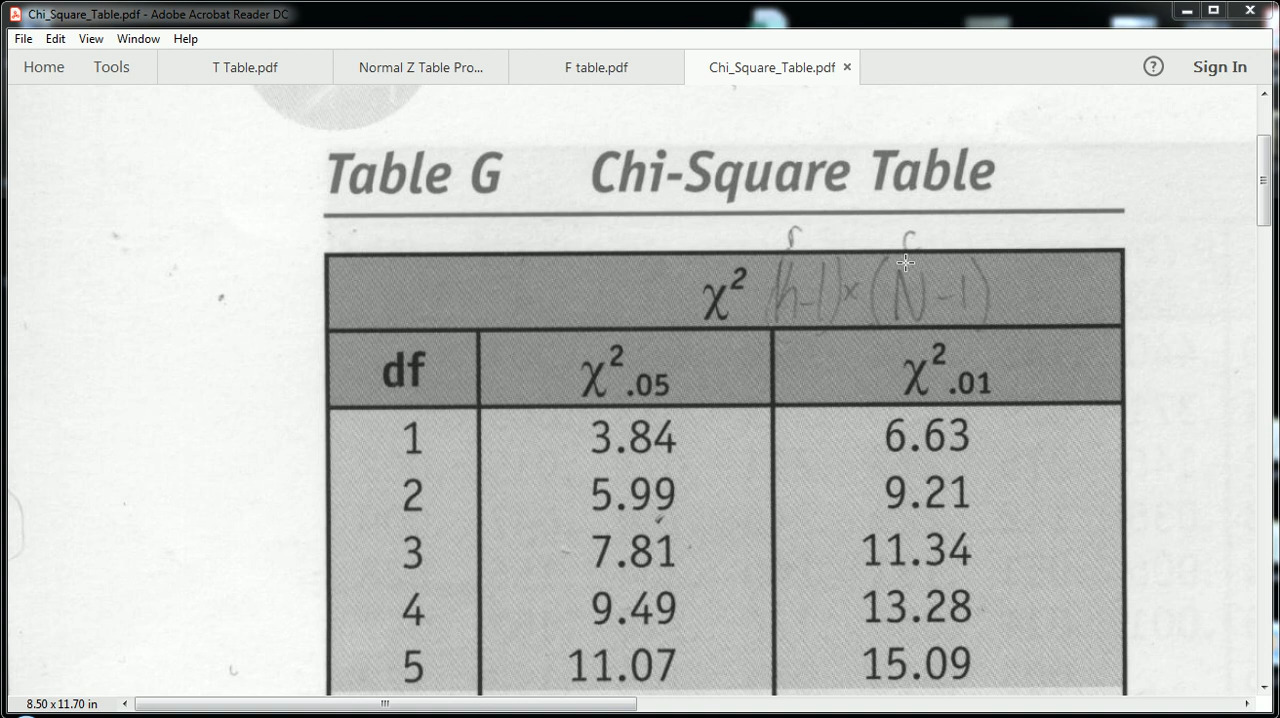 Chi_Square_Table.pdf - Adobe Acrobat Reader DC
File Edit View Window Help
Home Tools T Table.pdf Normal Z Table Pro... F table.pdf Chi_Square_Table.pdf × ? Sign In
Table G Chi-Square Table
r c
χ² (n-1) × (N-1)
df χ².05 χ².01
1 3.84 6.63
2 5.99 9.21
3 7.81 11.34
4 9.49 13.28
5 11.07 15.09
8.50 x 11.70 in